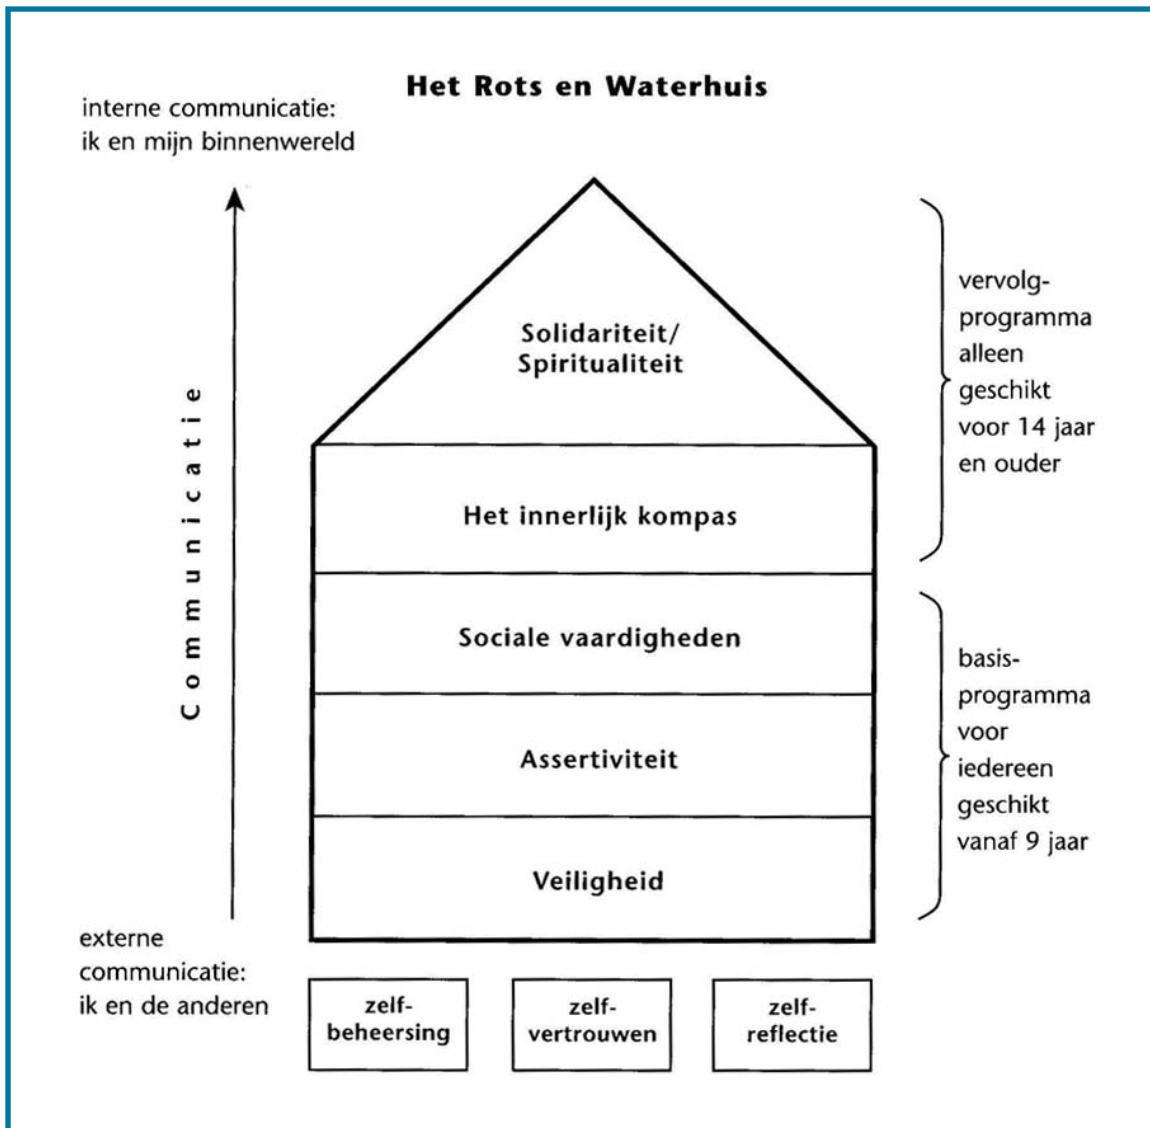 Het Rots en Waterhuis
interne communicatie:
ik en mijn binnenwereld
Communicatie
Solidariteit/
Spiritualiteit
Het innerlijk kompas
Sociale vaardigheden
Assertiviteit
Veiligheid
vervolg-
programma
alleen
geschikt
voor 14 jaar
en ouder
basis-
programma
voor
iedereen
geschikt
vanaf 9 jaar
externe
communicatie:
ik en de anderen
zelf-
beheersing
zelf-
vertrouwen
zelf-
reflectie